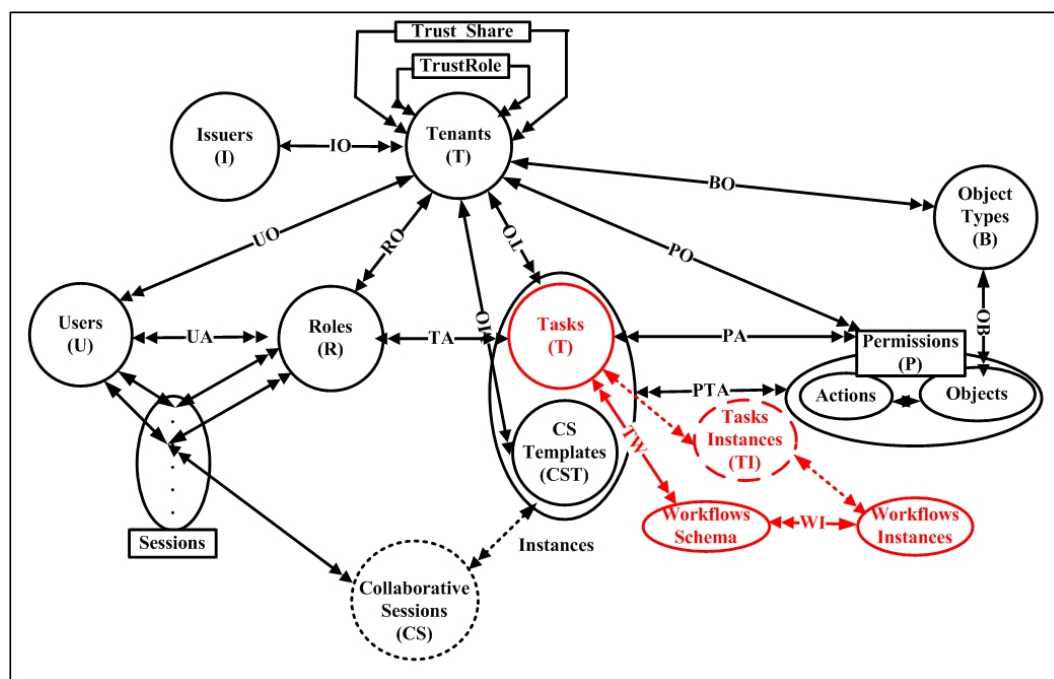 Trust Share
TrustRole
Issuers
(I)
IO
Tenants
(T)
BO
Object
Types
(B)
UO
RO
TO
PO
Users
(U)
UA
Roles
(R)
TA
Tasks
(T)
PA
Permissions
(P)
OB
Actions
Objects
PTA
CS
Templates
(CST)
TW
Tasks
Instances
(TI)
Workflows
Schema
WI
Workflows
Instances
Sessions
Instances
Collaborative
Sessions
(CS)